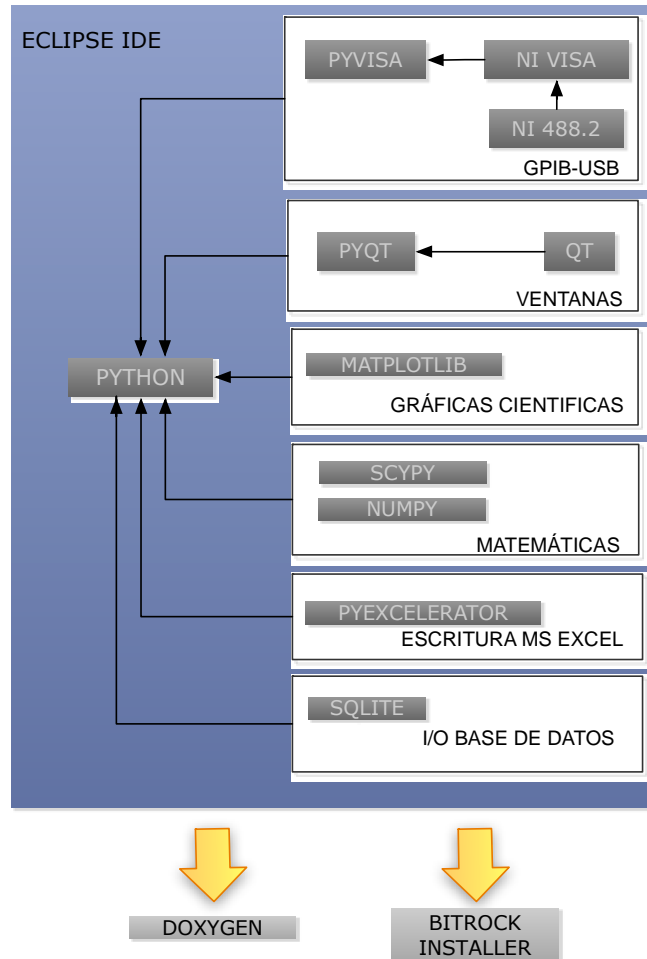 ECLIPSE IDE
PYVISA
NI VISA
NI 488.2
GPIB-USB
PYQT
QT
VENTANAS
PYTHON
MATPLOTLIB
GRÁFICAS CIENTIFICAS
SCYPY
NUMPY
MATEMÁTICAS
PYEXCELERATOR
ESCRITURA MS EXCEL
SQLITE
I/O BASE DE DATOS
DOXYGEN
BITROCK
INSTALLER